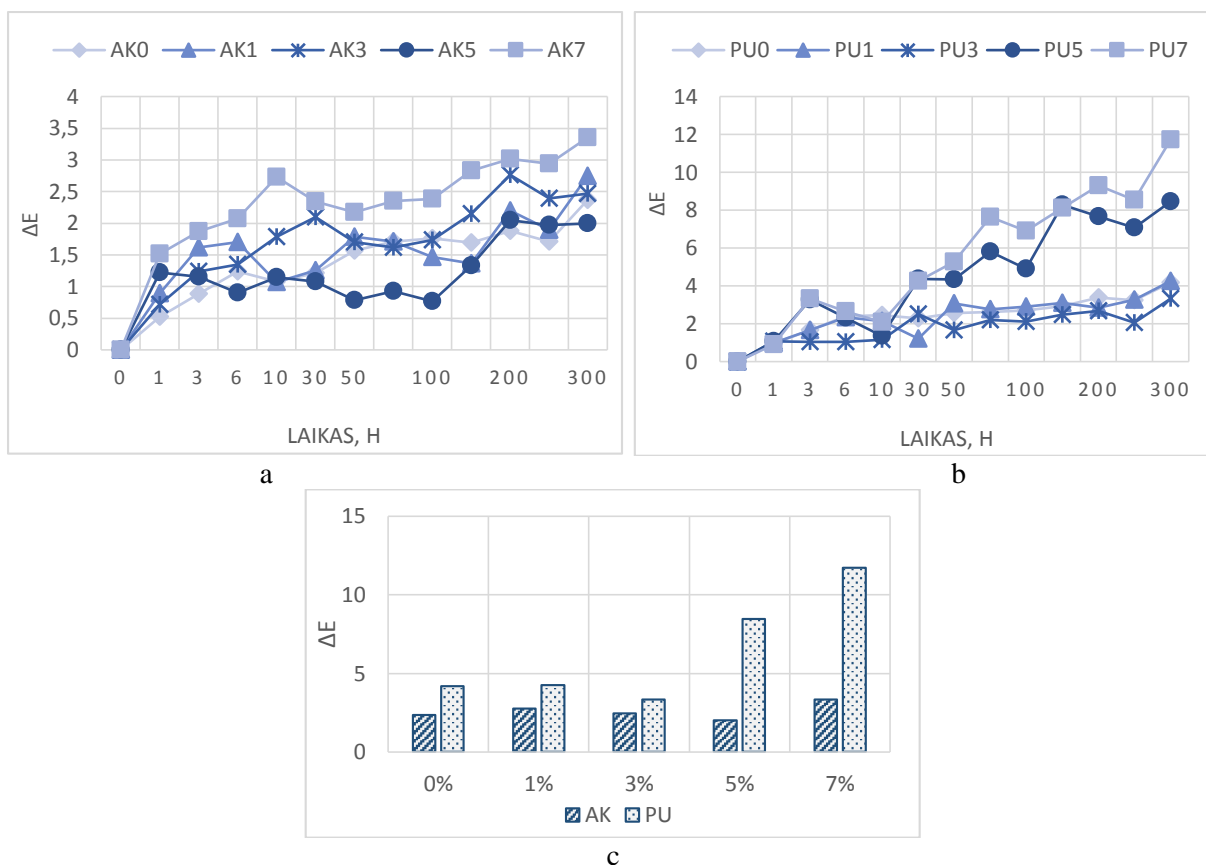 AK0 AK1 AK3 AK5 AK7
4
3,5
3
2,5
2
1,5
1
0,5
0
ΔE
0 1 3 6 10 30 50 100 200 300
LAIKAS, H
a
PU0 PU1 PU3 PU5 PU7
14
12
10
8
6
4
2
0
ΔE
0 1 3 6 10 30 50 100 200 300
LAIKAS, H
b
15
10
5
0
ΔE
0% 1% 3% 5% 7%
AK PU
c